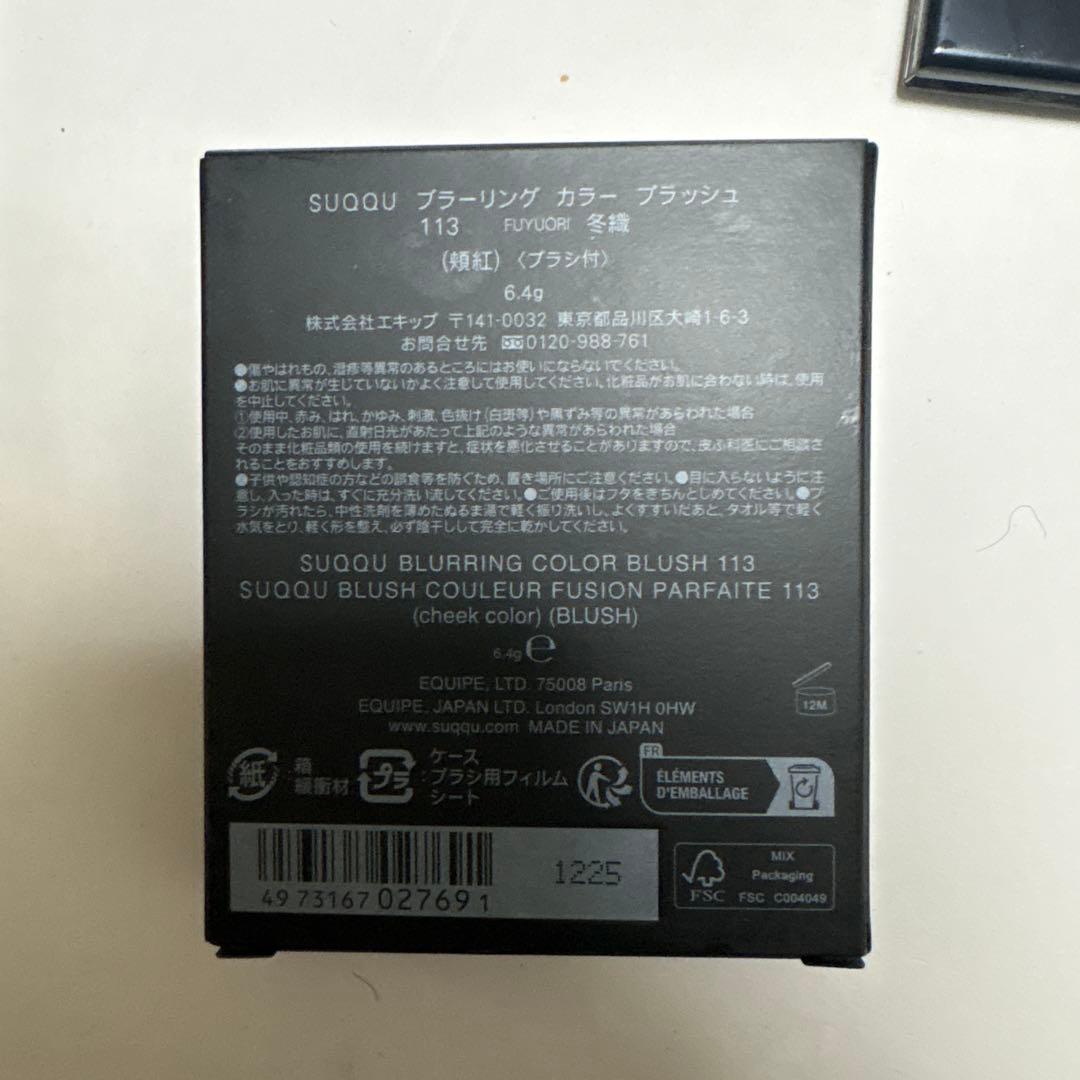 SUQQU ブラーリング カラー ブラッシュ
113 FUYUORI 冬織
(頬紅)〈ブラシ付〉
6.4g
株式会社エキップ 〒141-0032 東京都品川区大崎1-6-3
お問合せ先 0120-988-761
●傷やはれもの、湿疹等異常のあるところにはお使いにならないでください。
●お肌に異常が生じていないかよく注意して使用してください。化粧品がお肌に合わない時は、使用
を中止してください。
①使用中、赤み、はれ、かゆみ、刺激、色抜け(白斑等)や黒ずみ等の異常があらわれた場合
②使用したお肌に、直射日光があたって上記のような異常があらわれた場合
そのまま化粧品類の使用を続けますと、症状を悪化させることがありますので、皮ふ科医にご相談さ
れることをおすすめします。
●子供や認知症の方などの誤食等を防ぐため、置き場所にご注意ください。●目に入らないように注
意し、入った時は、すぐに充分洗い流してください。●ご使用後はフタをきちんとしめてください。●ブ
ラシが汚れたら、中性洗剤を薄めたぬるま湯で軽く振り洗いし、よくすすいだあと、タオル等で軽く
水気をとり、軽く形を整え、必ず陰干しして完全に乾かしてください。
SUQQU BLURRING COLOR BLUSH 113
SUQQU BLUSH COULEUR FUSION PARFAITE 113
(cheek color) (BLUSH)
6.4g ℮
EQUIPE, LTD. 75008 Paris
EQUIPE, JAPAN LTD. London SW1H 0HW
www.suqqu.com MADE IN JAPAN
12M
紙 :箱 緩衝材
プラ :ケース ブラシ用フィルム シート
FR
ÉLÉMENTS
D'EMBALLAGE
4973167027691
1225
FSC
MIX
Packaging
FSC C004049